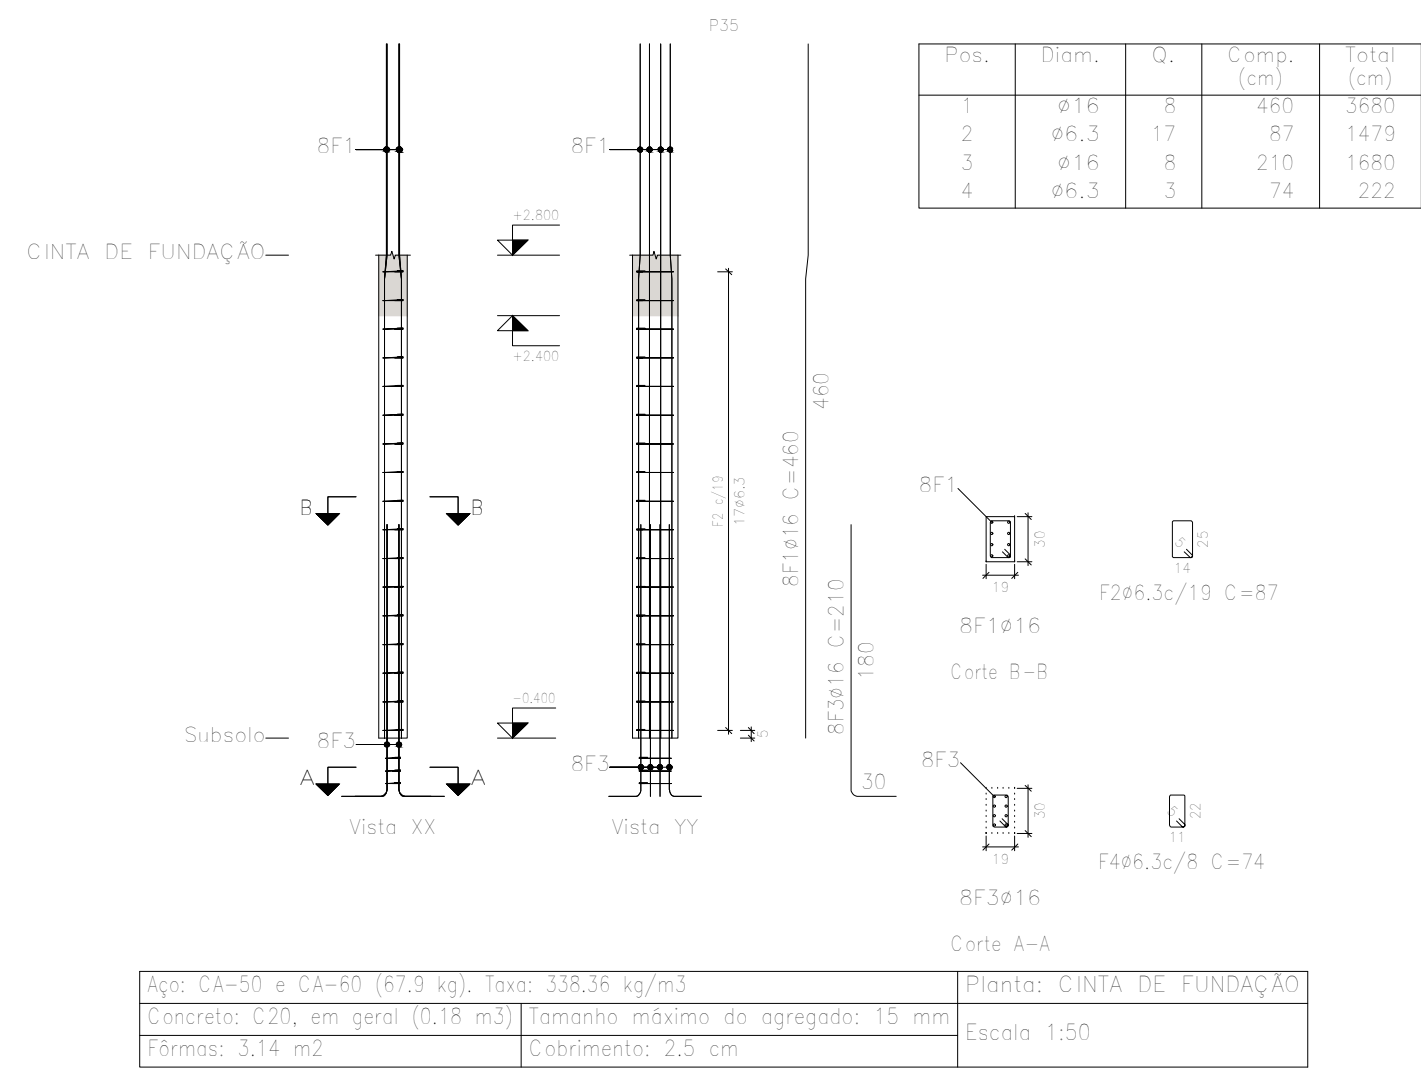 P35
Pos. Diam. Q. Comp. (cm) Total (cm)
1 ø16 8 460 3680
2 ø6.3 17 87 1479
3 ø16 8 210 1680
4 ø6.3 3 74 222
8F1
8F1
+2.800
CINTA DE FUNDAÇÃO
+2.400
460
8F1ø16 C=460
F2 c/19
17ø6.3
B
B
8F3ø16 C=210
180
30
-0.400
5
Subsolo
8F3
8F3
A
A
Vista XX
Vista YY
8F1
30
19
8F1ø16
Corte B-B
5
25
14
F2ø6.3c/19 C=87
8F3
30
19
8F3ø16
Corte A-A
5
22
11
F4ø6.3c/8 C=74
Aço: CA-50 e CA-60 (67.9 kg). Taxa: 338.36 kg/m3
Planta: CINTA DE FUNDAÇÃO
Concreto: C20, em geral (0.18 m3)
Tamanho máximo do agregado: 15 mm
Escala 1:50
Fôrmas: 3.14 m2
Cobrimento: 2.5 cm